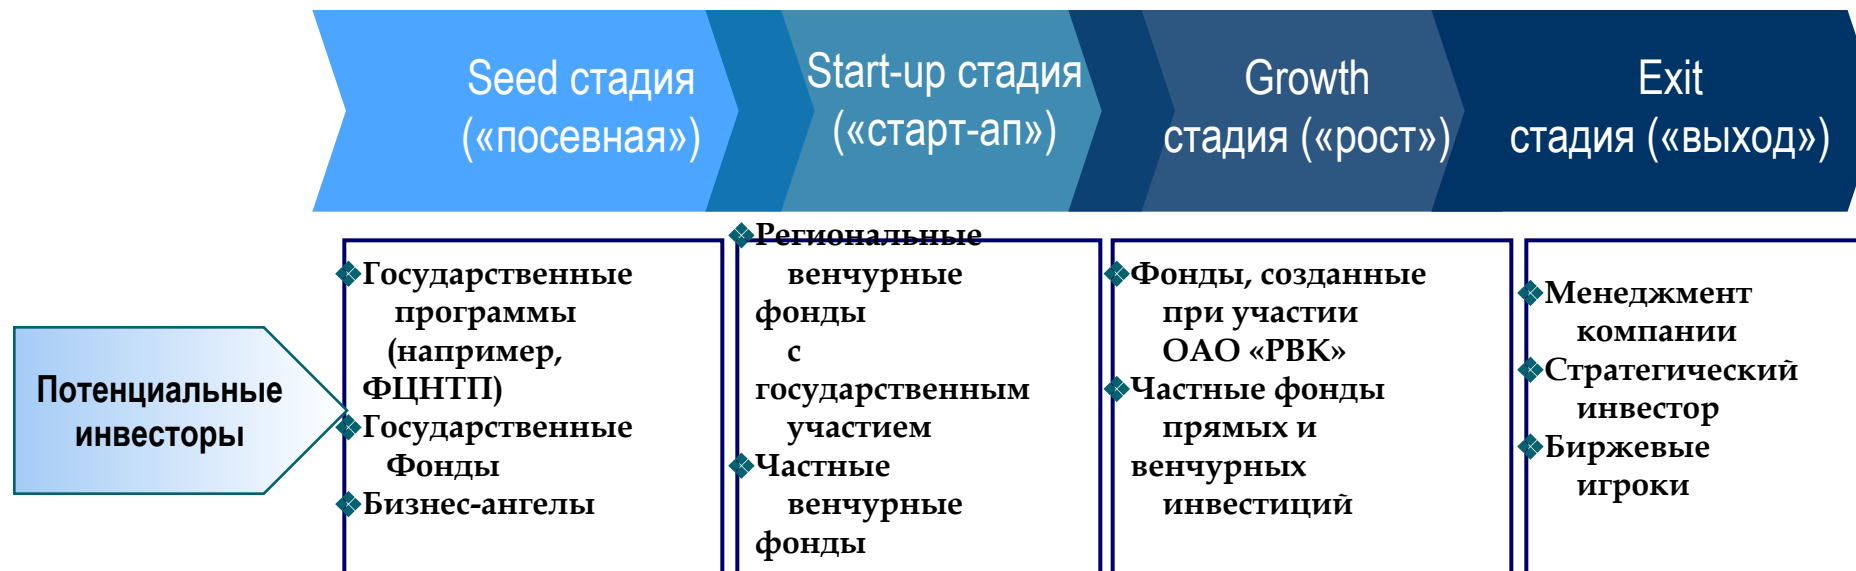 Seed стадия
(«посевная»)
Start-up стадия
(«старт-ап»)
Growth
стадия («рост»)
Exit
стадия («выход»)
Потенциальные
инвесторы
❖Государственные
программы
(например,
ФЦНТП)
❖Государственные
Фонды
❖Бизнес-ангелы
❖Региональные
венчурные
фонды
с
государственным
участием
❖Частные
венчурные
фонды
❖Фонды, созданные
при участии
ОАО «РВК»
❖Частные фонды
прямых и
венчурных
инвестиций
❖Менеджмент
компании
❖Стратегический
инвестор
❖Биржевые
игроки